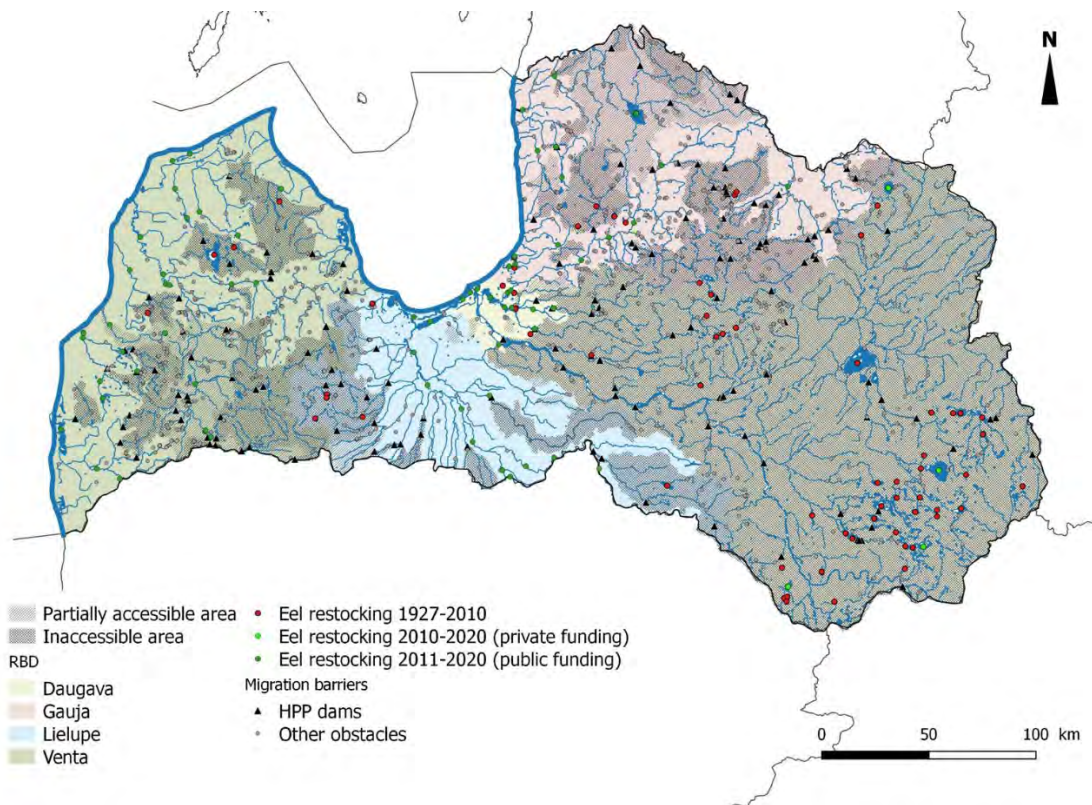 N
Partially accessible area
Inaccessible area
RBD
Daugava
Gauja
Lielupe
Venta
Eel restocking 1927-2010
Eel restocking 2010-2020 (private funding)
Eel restocking 2011-2020 (public funding)
Migration barriers
HPP dams
Other obstacles
0 50 100 km